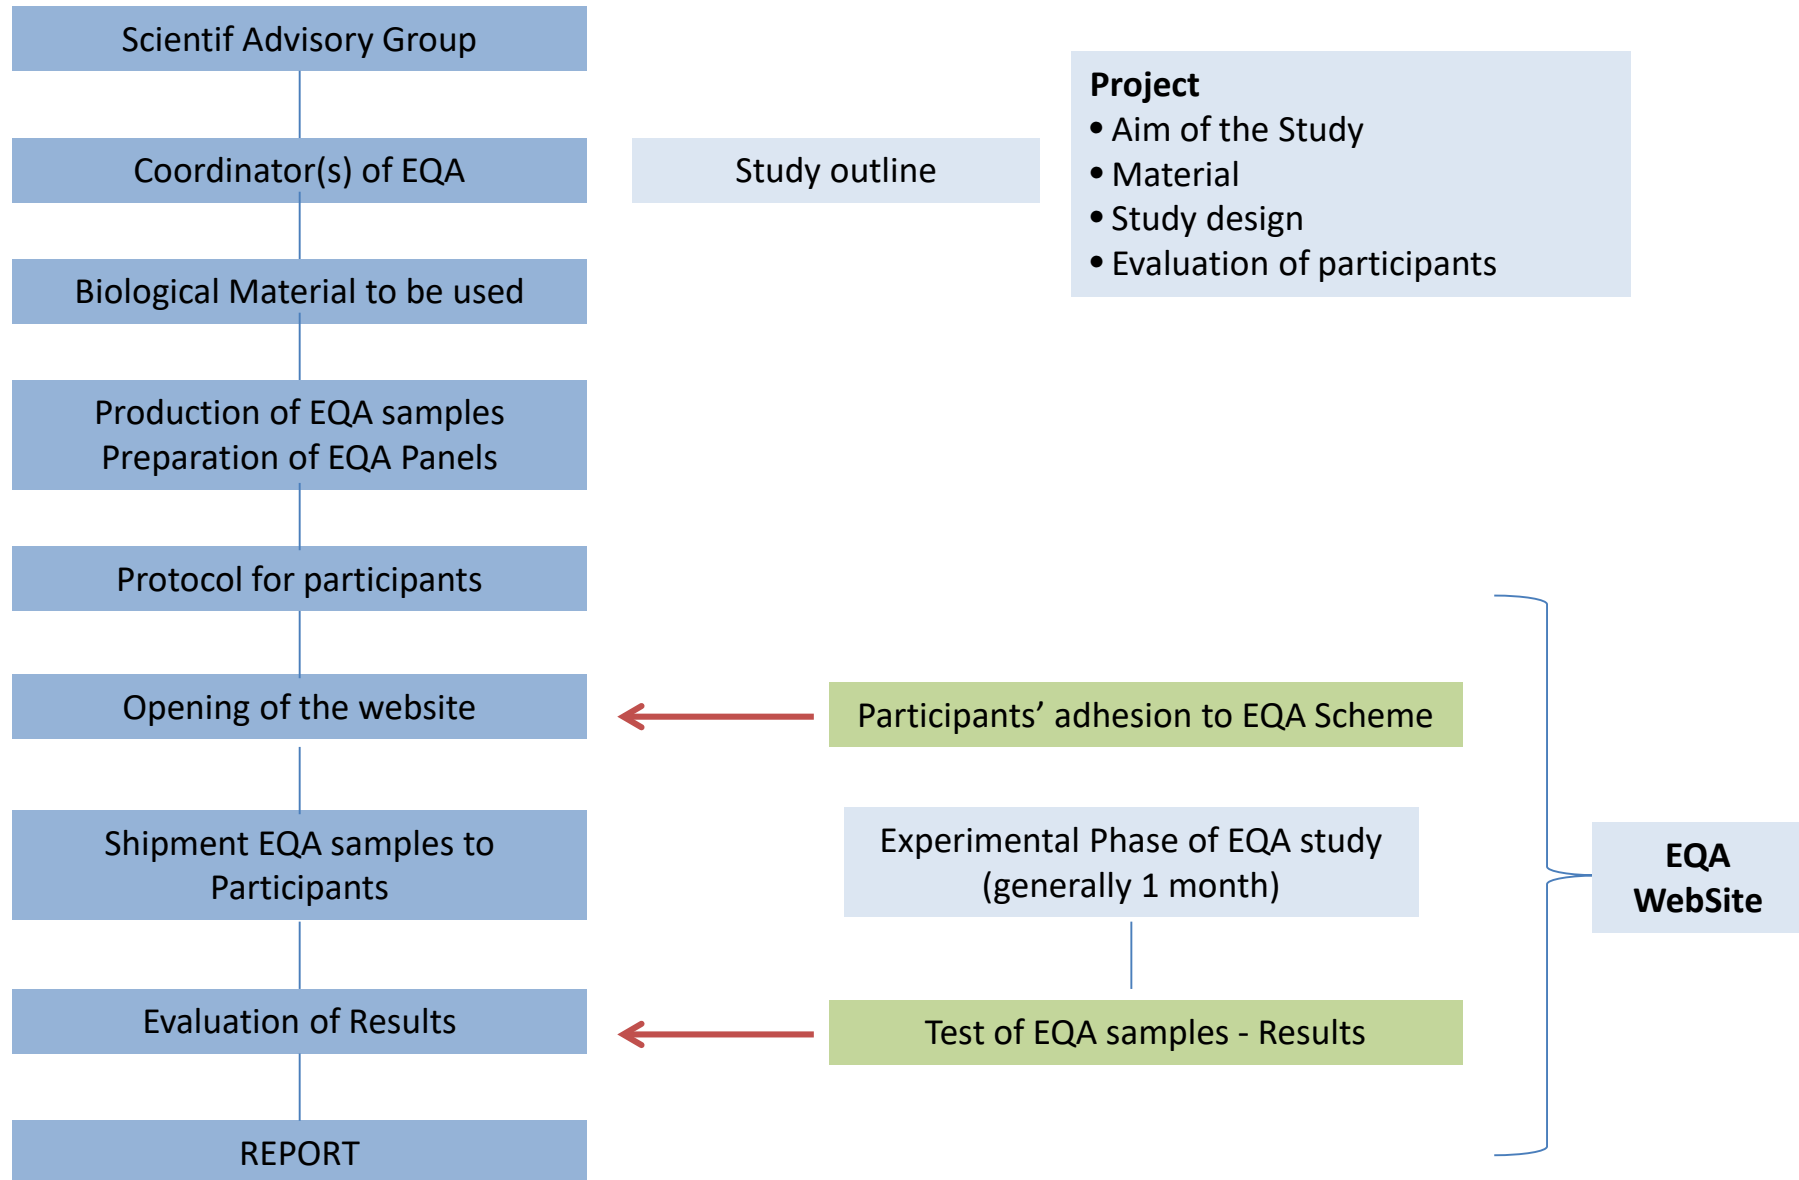 Scientif Advisory Group
Project
• Aim of the Study
• Material
• Study design
• Evaluation of participants
Coordinator(s) of EQA
Study outline
Biological Material to be used
Production of EQA samples
Preparation of EQA Panels
Protocol for participants
Opening of the website
Participants’ adhesion to EQA Scheme
Shipment EQA samples to
Participants
Experimental Phase of EQA study
(generally 1 month)
EQA
WebSite
Evaluation of Results
Test of EQA samples - Results
REPORT